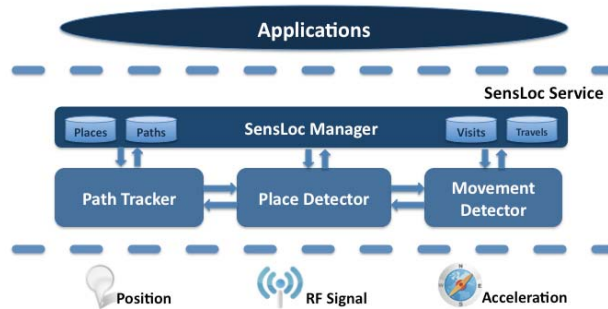 Applications
SensLoc Service
Places Paths SensLoc Manager Visits Travels
Path Tracker Place Detector Movement Detector
Position RF Signal Acceleration